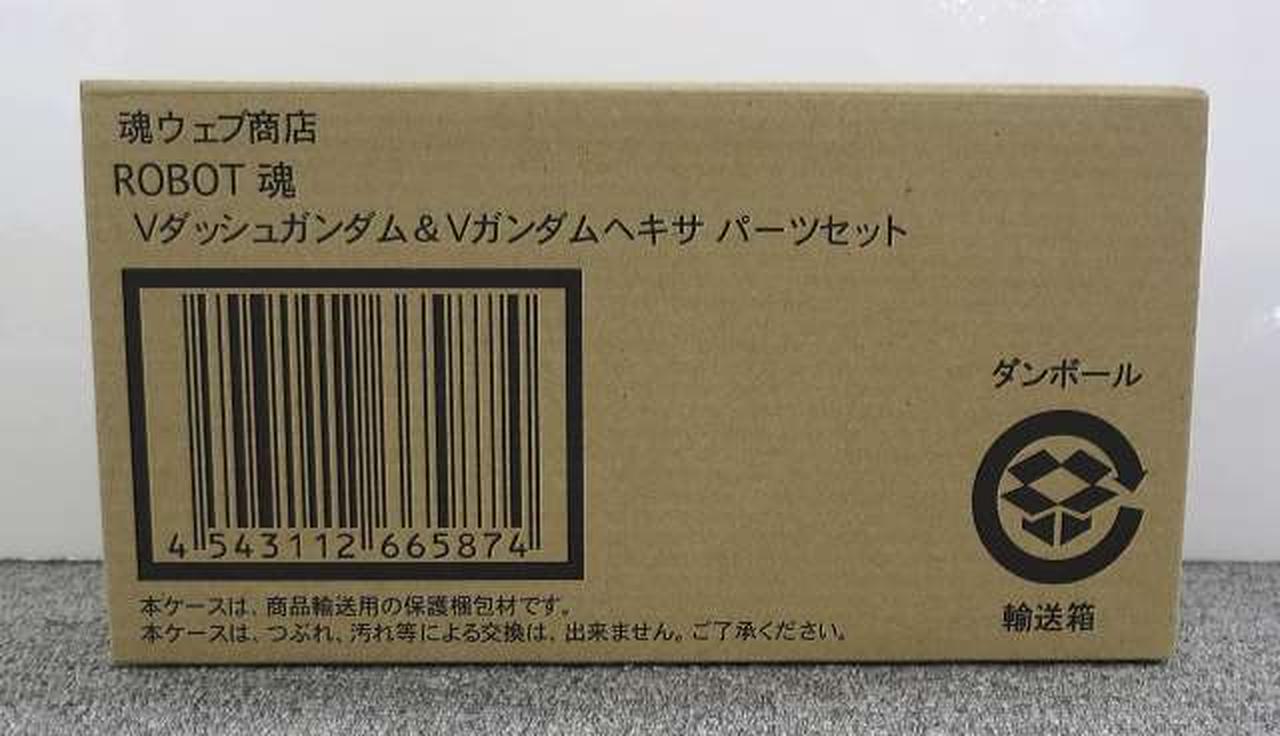 魂ウェブ商店
ROBOT 魂
Vダッシュガンダム＆Vガンダムヘキサ パーツセット
4 543112 665874
ダンボール
輸送箱
本ケースは、商品輸送用の保護梱包材です。
本ケースは、つぶれ、汚れ等による交換は、出来ません。ご了承ください。